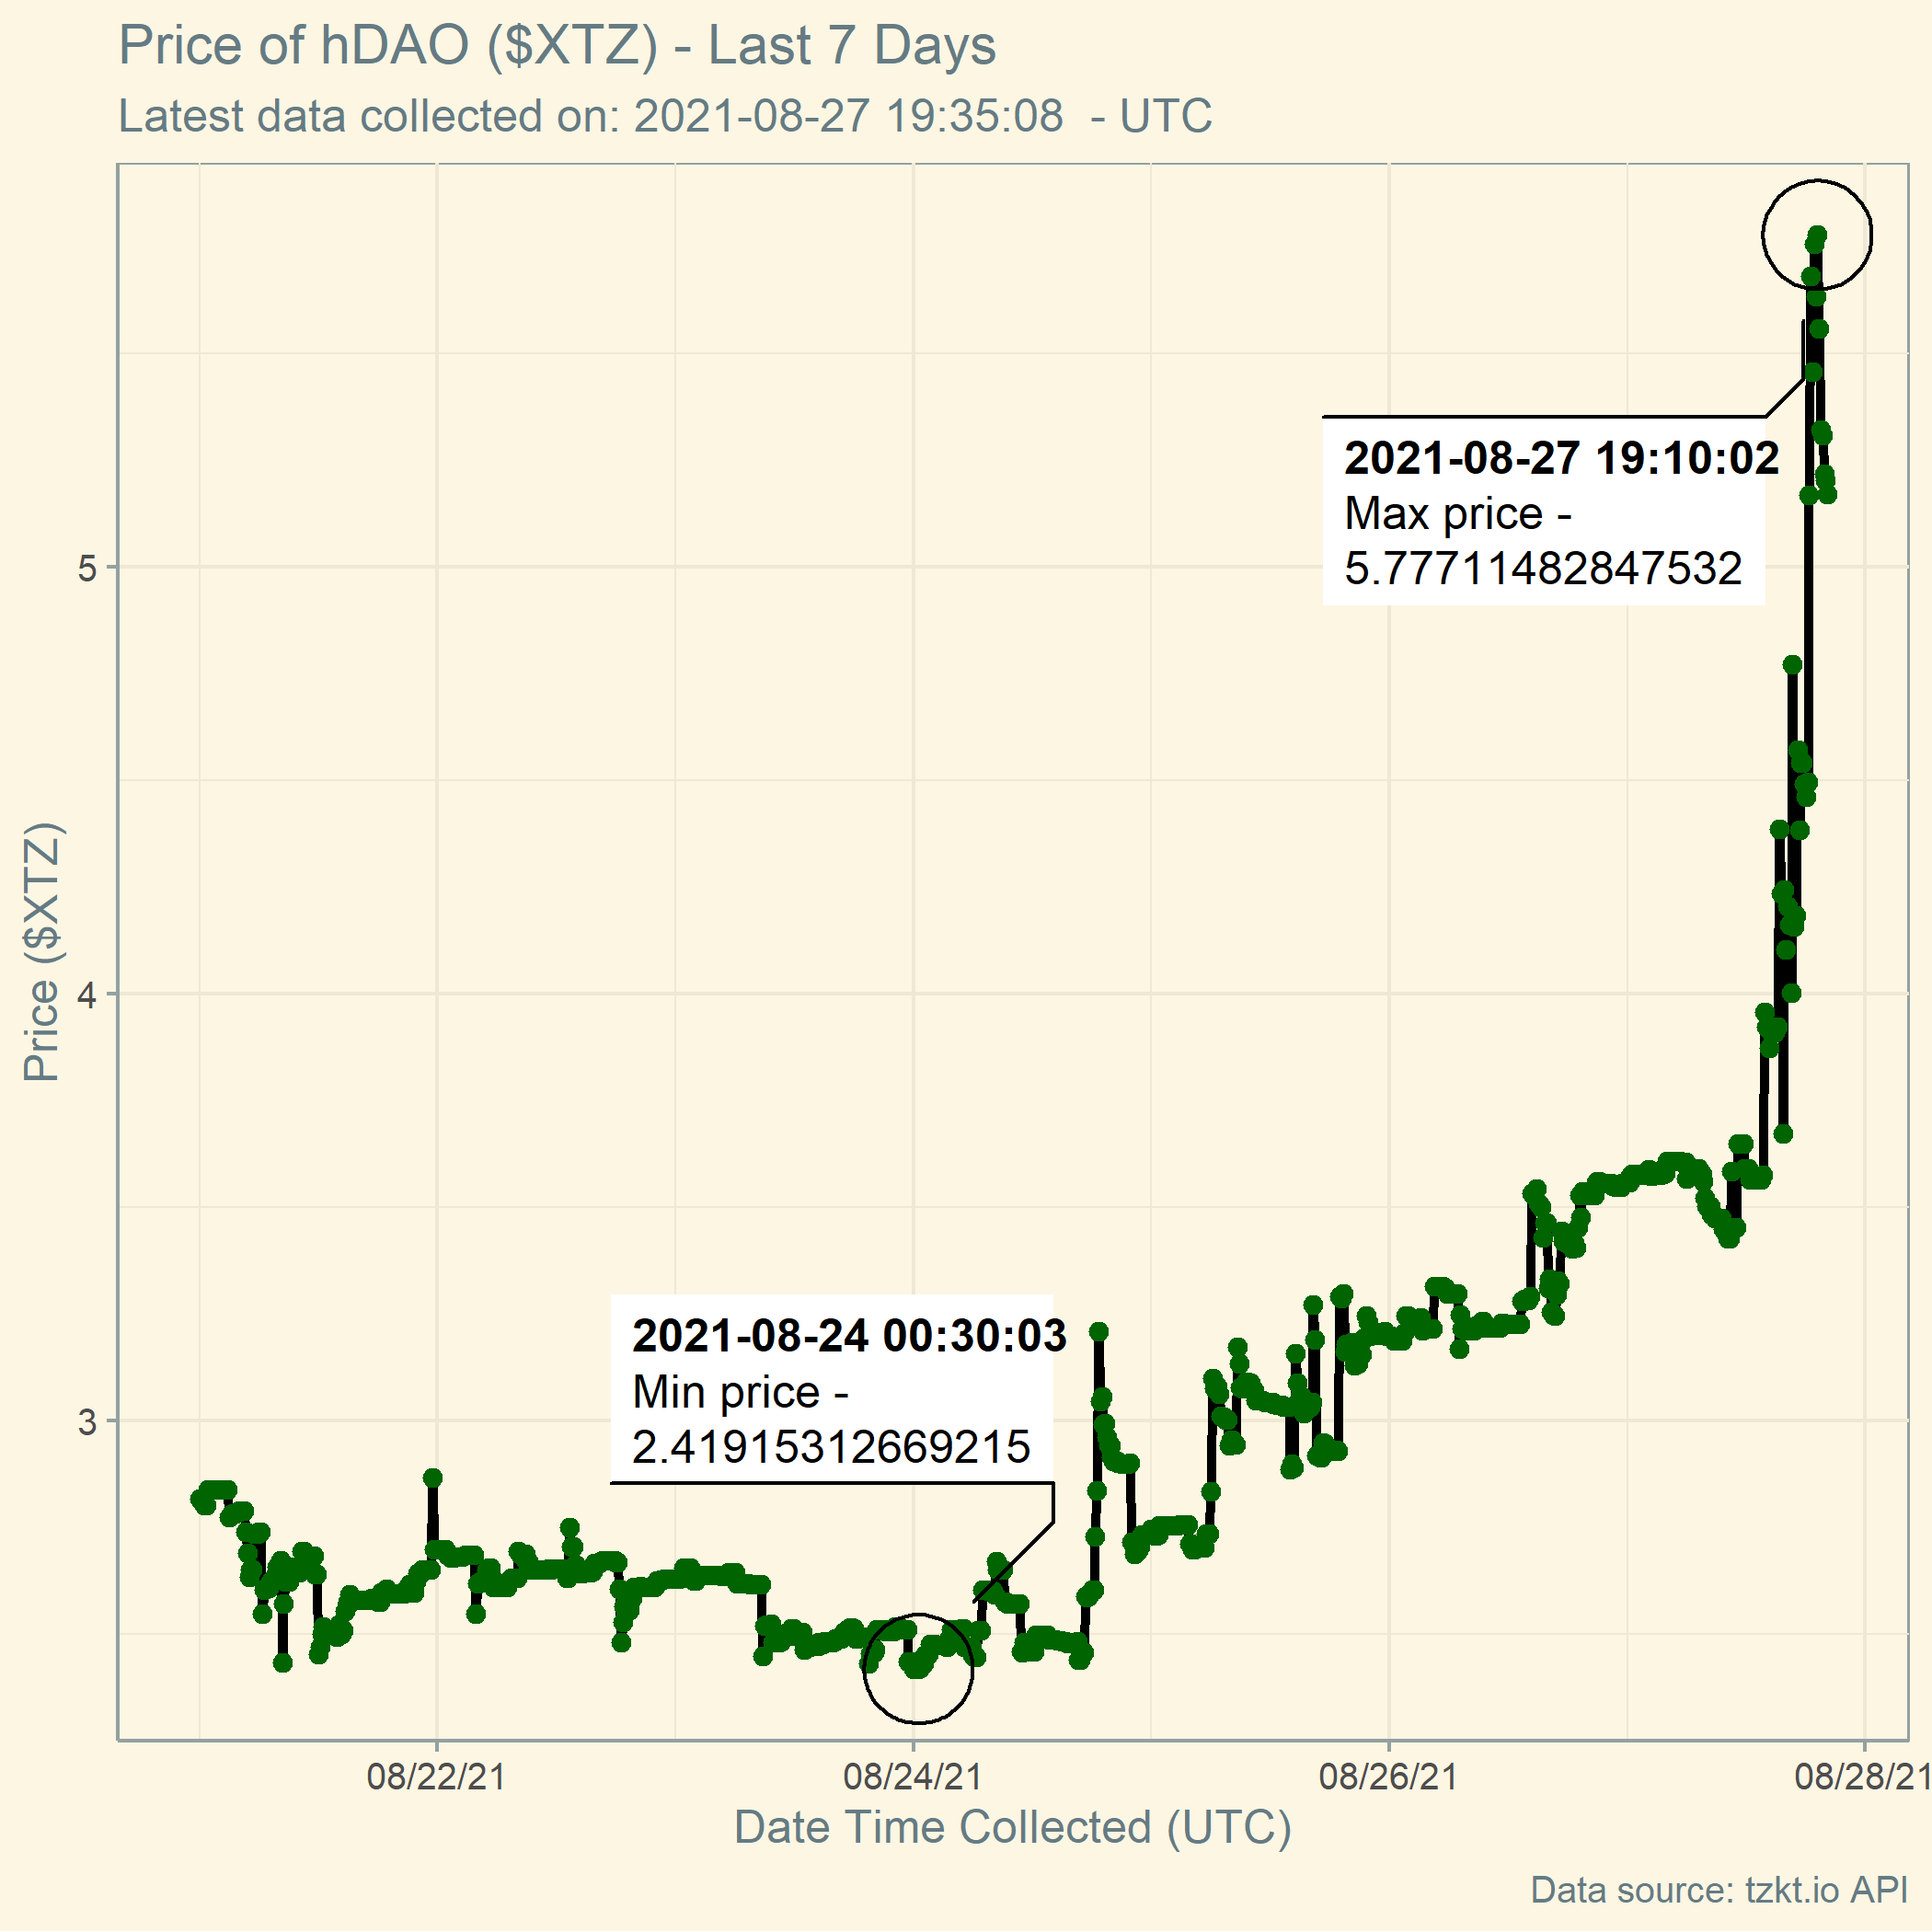 Price of hDAO ($XTZ) - Last 7 Days
Latest data collected on: 2021-08-27 19:35:08  - UTC
2021-08-27 19:10:02
Max price -
5.77711482847532
5
4
3
Price ($XTZ)
2021-08-24 00:30:03
Min price -
2.41915312669215
08/22/21
08/24/21
08/26/21
08/28/21
Date Time Collected (UTC)
Data source: tzkt.io API